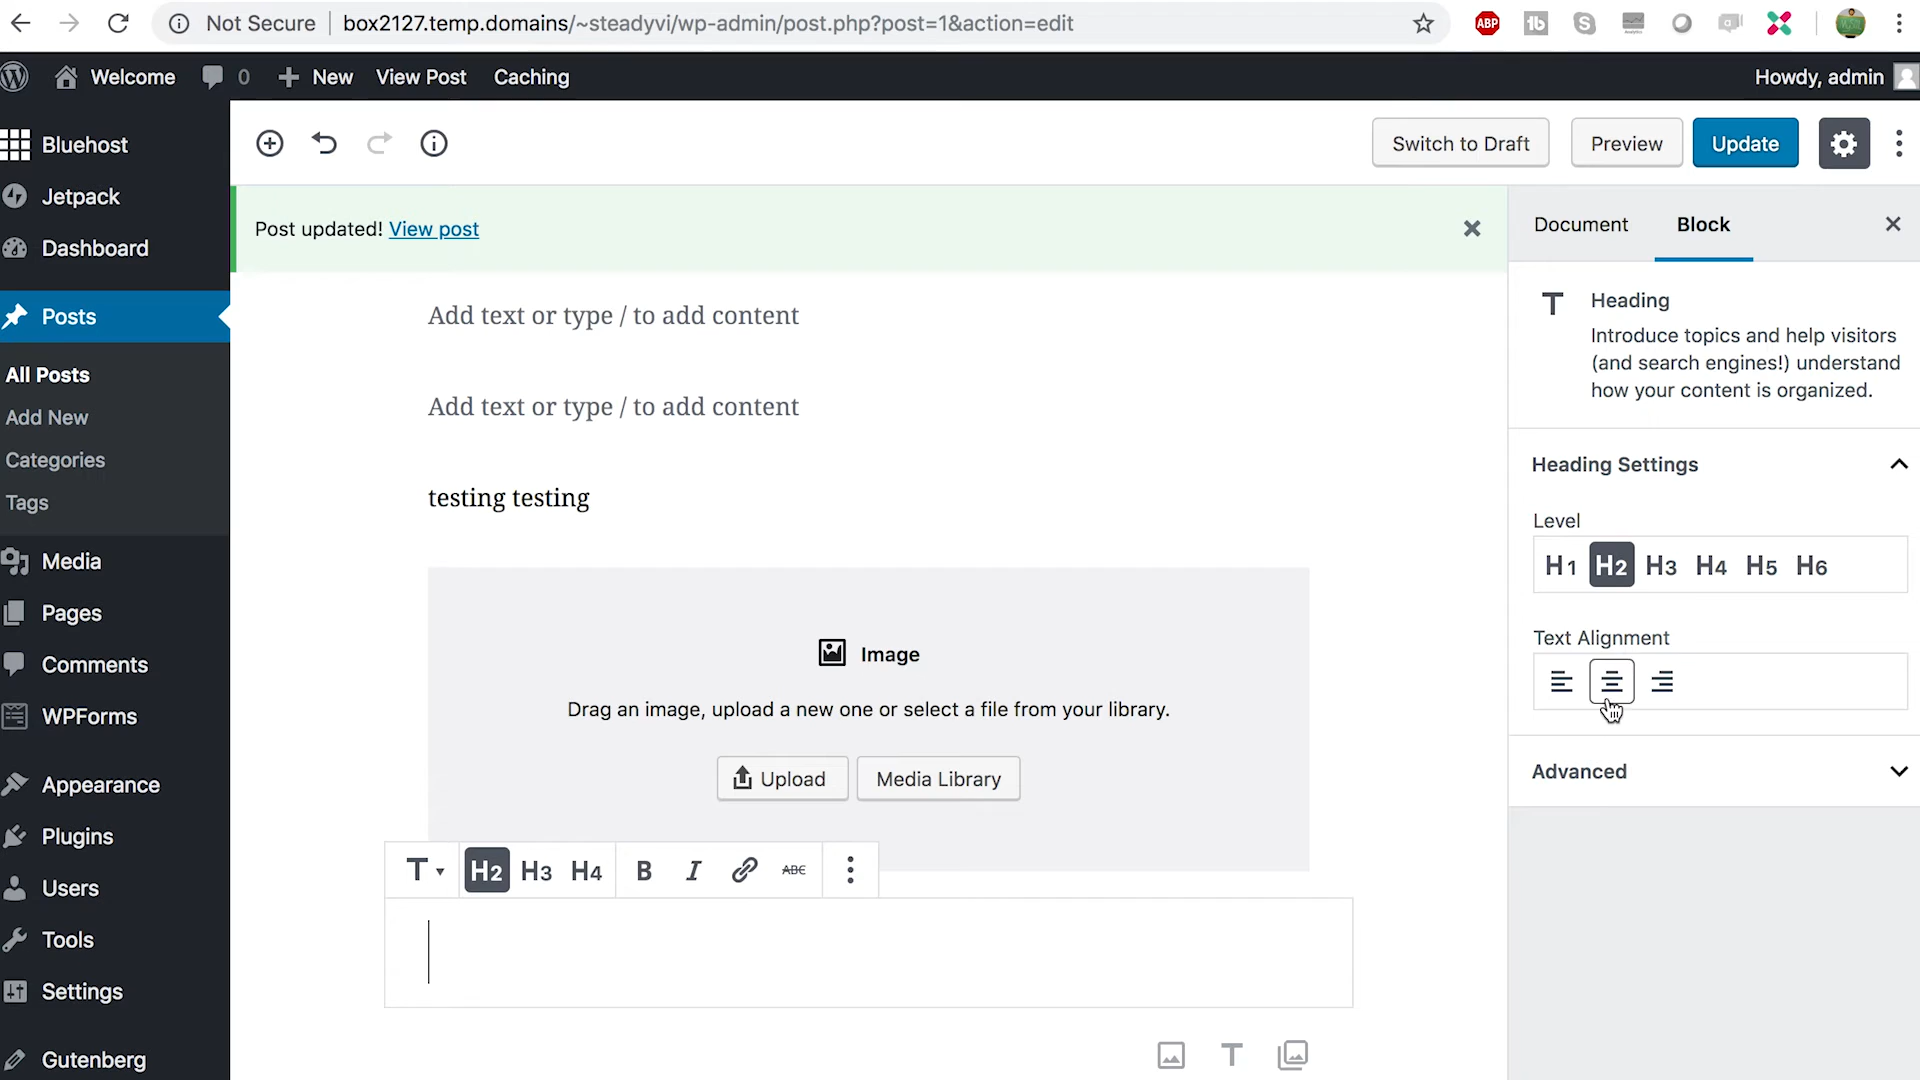 Not Secure
box2127.temp.domains/~steadyvi/wp-admin/post.php?post=1&action=edit
ABP
Welcome
0
New
View Post
Caching
Howdy, admin
Bluehost
Jetpack
Dashboard
Posts
All Posts
Add New
Categories
Tags
Media
Pages
Comments
WPForms
Appearance
Plugins
Users
Tools
Settings
Gutenberg
Switch to Draft
Preview
Update
Post updated! View post
Add text or type / to add content
Add text or type / to add content
testing testing
Image
Drag an image, upload a new one or select a file from your library.
Upload
Media Library
T H2 H3 H4 B I ABC
T
Document
Block
T
Heading
Introduce topics and help visitors
(and search engines!) understand
how your content is organized.
Heading Settings
Level
H1 H2 H3 H4 H5 H6
Text Alignment
Advanced